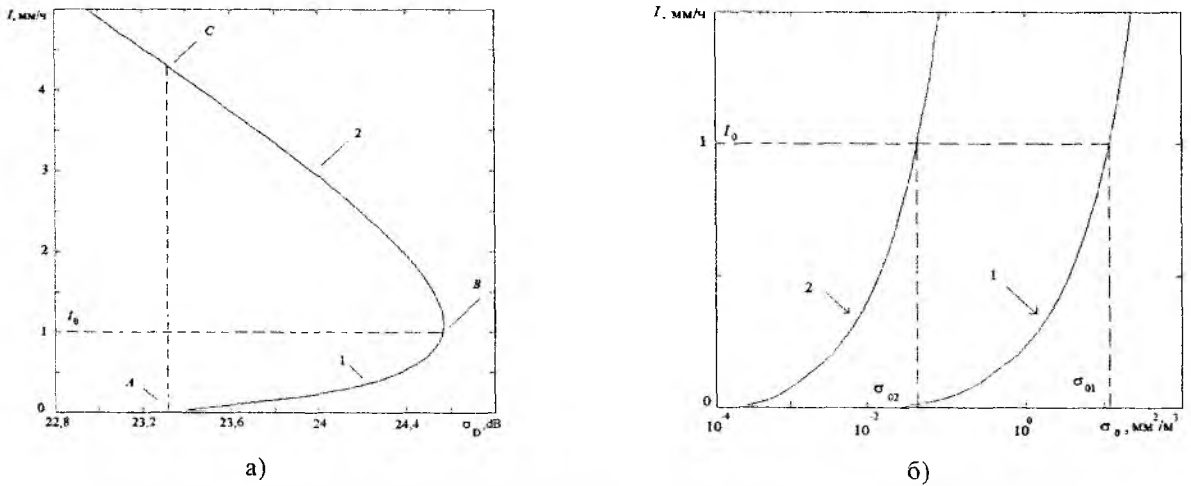 I, мм/ч
C
4
2
3
2
B
I₀
1
1
A
0
22,8
23,2
23,6
24
24,4
σ_D, dB
а)
I, мм/ч
I₀
1
2
1
σ₀₂
σ₀₁
0
10⁻⁴
10⁻²
10⁰
σ₀, мм²/м³
б)